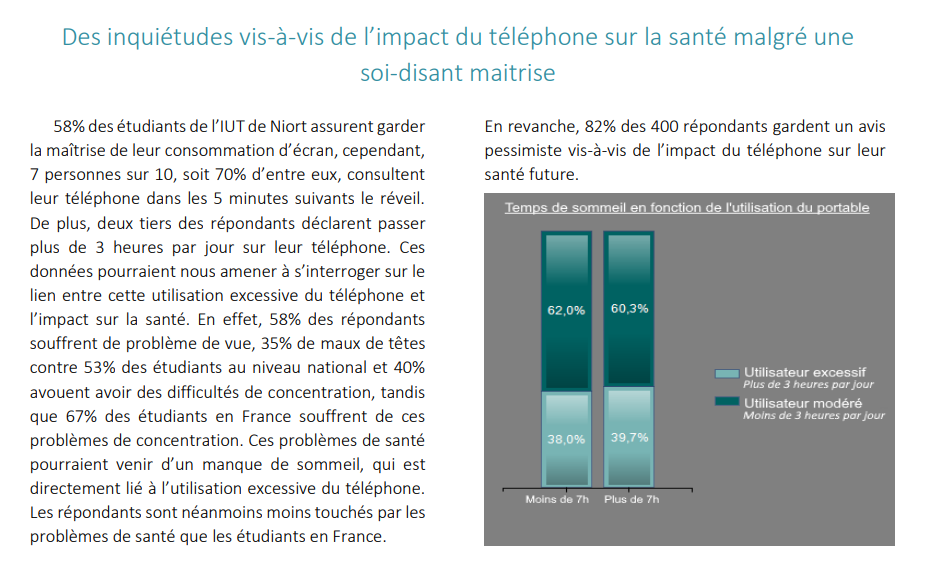 Des inquiétudes vis-à-vis de l’impact du téléphone sur la santé malgré une
soi-disant maitrise
58% des étudiants de l’IUT de Niort assurent garder
la maîtrise de leur consommation d’écran, cependant,
7 personnes sur 10, soit 70% d’entre eux, consultent
leur téléphone dans les 5 minutes suivants le réveil.
De plus, deux tiers des répondants déclarent passer
plus de 3 heures par jour sur leur téléphone. Ces
données pourraient nous amener à s’interroger sur le
lien entre cette utilisation excessive du téléphone et
l’impact sur la santé. En effet, 58% des répondants
souffrent de problème de vue, 35% de maux de têtes
contre 53% des étudiants au niveau national et 40%
avouent avoir des difficultés de concentration, tandis
que 67% des étudiants en France souffrent de ces
problèmes de concentration. Ces problèmes de santé
pourraient venir d’un manque de sommeil, qui est
directement lié à l’utilisation excessive du téléphone.
Les répondants sont néanmoins moins touchés par les
problèmes de santé que les étudiants en France.
En revanche, 82% des 400 répondants gardent un avis
pessimiste vis-à-vis de l’impact du téléphone sur leur
santé future.
Temps de sommeil en fonction de l'utilisation du portable
62,0%
60,3%
38,0%
39,7%
Moins de 7h
Plus de 7h
Utilisateur excessif
Plus de 3 heures par jour
Utilisateur modéré
Moins de 3 heures par jour